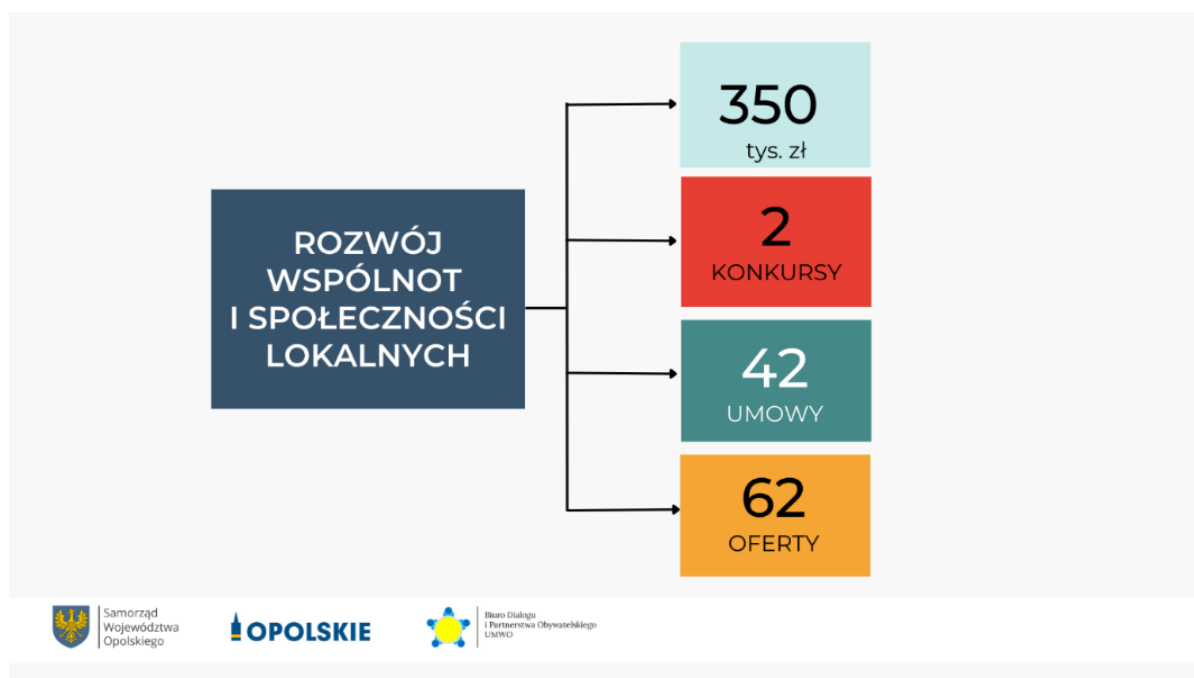 ROZWÓJ
WSPÓLNOT
I SPOŁECZNOŚCI
LOKALNYCH
350
tys. zł
2
KONKURSY
42
UMOWY
62
OFERTY
Samorząd
Województwa
Opolskiego
OPOLSKIE
Biuro Dialogu
i Partnerstwa Obywatelskiego
UMWO